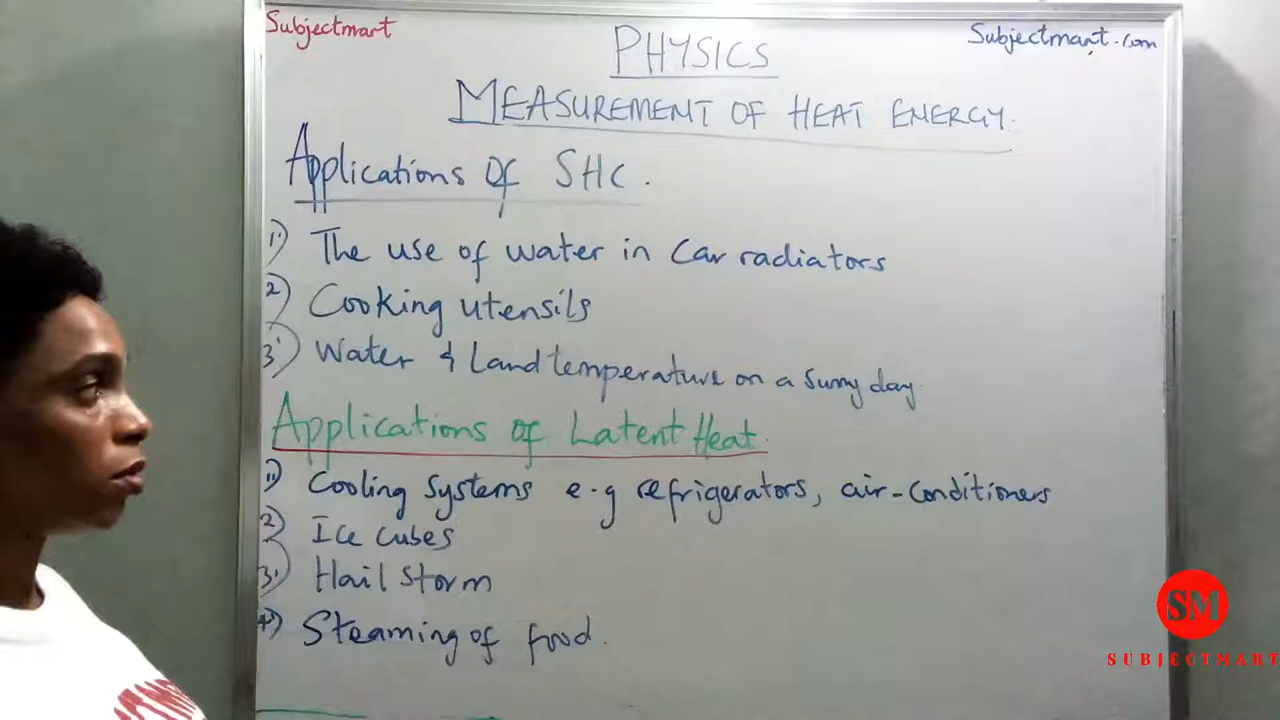 Subjectmart
Subjectmart.com
PHYSICS
MEASUREMENT OF HEAT ENERGY.
Applications Of SHC.
1) The use of water in Car radiators
2) Cooking utensils
3) Water & Land temperature on a sunny day.
Applications of Latent Heat.
1) Cooling Systems e.g refrigerators, air-conditioners
2) Ice cubes
3) Hail storm
4) Steaming of food.
SM
SUBJECTMART